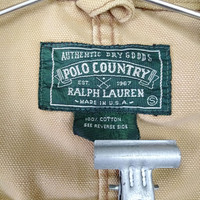 AUTHENTIC DRY GOODS
POLO COUNTRY
EST. 1967
RALPH LAUREN
MADE IN U.S.A.
S
100% COTTON
SEE REVERSE SIDE